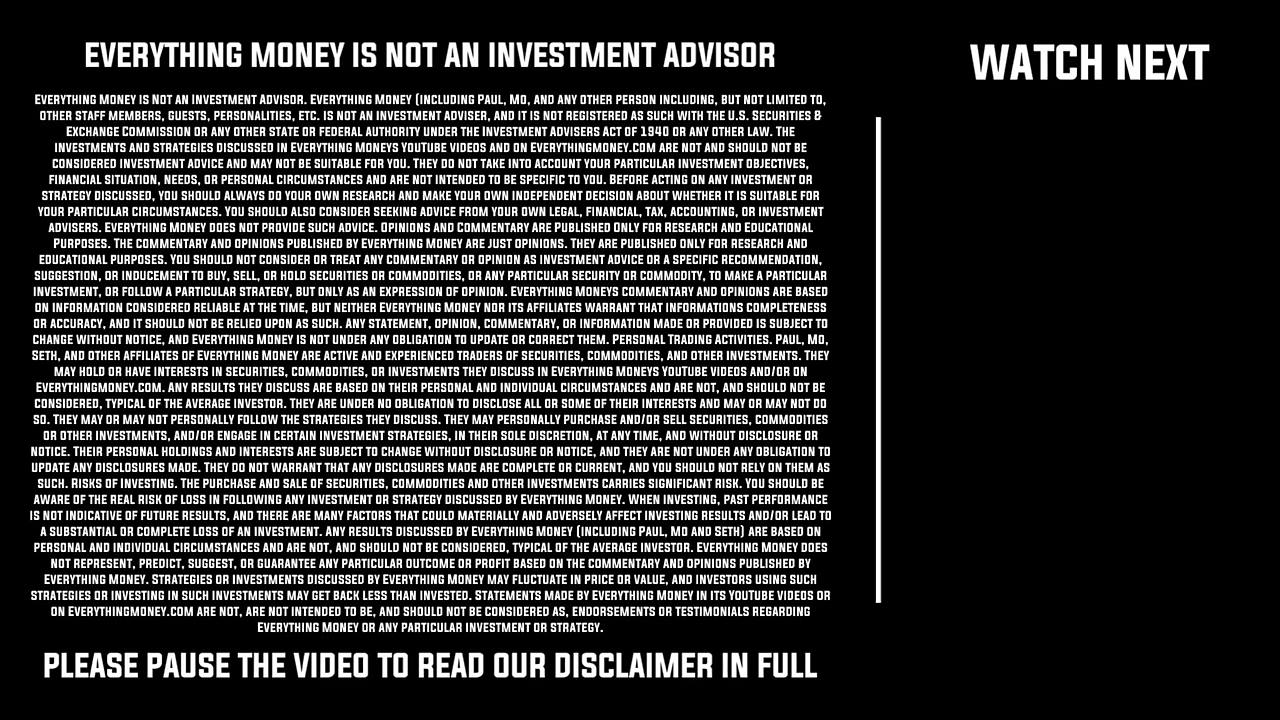 EVERYTHING MONEY IS NOT AN INVESTMENT ADVISOR
EVERYTHING MONEY IS NOT AN INVESTMENT ADVISOR. EVERYTHING MONEY (INCLUDING PAUL, MO, AND ANY OTHER PERSON INCLUDING, BUT NOT LIMITED TO,
OTHER STAFF MEMBERS, GUESTS, PERSONALITIES, ETC. IS NOT AN INVESTMENT ADVISER, AND IT IS NOT REGISTERED AS SUCH WITH THE U.S. SECURITIES &
EXCHANGE COMMISSION OR ANY OTHER STATE OR FEDERAL AUTHORITY UNDER THE INVESTMENT ADVISERS ACT OF 1940 OR ANY OTHER LAW. THE
INVESTMENTS AND STRATEGIES DISCUSSED IN EVERYTHING MONEYS YOUTUBE VIDEOS AND ON EVERYTHINGMONEY.COM ARE NOT AND SHOULD NOT BE
CONSIDERED INVESTMENT ADVICE AND MAY NOT BE SUITABLE FOR YOU. THEY DO NOT TAKE INTO ACCOUNT YOUR PARTICULAR INVESTMENT OBJECTIVES,
FINANCIAL SITUATION, NEEDS, OR PERSONAL CIRCUMSTANCES AND ARE NOT INTENDED TO BE SPECIFIC TO YOU. BEFORE ACTING ON ANY INVESTMENT OR
STRATEGY DISCUSSED, YOU SHOULD ALWAYS DO YOUR OWN RESEARCH AND MAKE YOUR OWN INDEPENDENT DECISION ABOUT WHETHER IT IS SUITABLE FOR
YOUR PARTICULAR CIRCUMSTANCES. YOU SHOULD ALSO CONSIDER SEEKING ADVICE FROM YOUR OWN LEGAL, FINANCIAL, TAX, ACCOUNTING, OR INVESTMENT
ADVISERS. EVERYTHING MONEY DOES NOT PROVIDE SUCH ADVICE. OPINIONS AND COMMENTARY ARE PUBLISHED ONLY FOR RESEARCH AND EDUCATIONAL
PURPOSES. THE COMMENTARY AND OPINIONS PUBLISHED BY EVERYTHING MONEY ARE JUST OPINIONS. THEY ARE PUBLISHED ONLY FOR RESEARCH AND
EDUCATIONAL PURPOSES. YOU SHOULD NOT CONSIDER OR TREAT ANY COMMENTARY OR OPINION AS INVESTMENT ADVICE OR A SPECIFIC RECOMMENDATION,
SUGGESTION, OR INDUCEMENT TO BUY, SELL, OR HOLD SECURITIES OR COMMODITIES, OR ANY PARTICULAR SECURITY OR COMMODITY, TO MAKE A PARTICULAR
INVESTMENT, OR FOLLOW A PARTICULAR STRATEGY, BUT ONLY AS AN EXPRESSION OF OPINION. EVERYTHING MONEYS COMMENTARY AND OPINIONS ARE BASED
ON INFORMATION CONSIDERED RELIABLE AT THE TIME, BUT NEITHER EVERYTHING MONEY NOR ITS AFFILIATES WARRANT THAT INFORMATIONS COMPLETENESS
OR ACCURACY, AND IT SHOULD NOT BE RELIED UPON AS SUCH. ANY STATEMENT, OPINION, COMMENTARY, OR INFORMATION MADE OR PROVIDED IS SUBJECT TO
CHANGE WITHOUT NOTICE, AND EVERYTHING MONEY IS NOT UNDER ANY OBLIGATION TO UPDATE OR CORRECT THEM. PERSONAL TRADING ACTIVITIES. PAUL, MO,
SETH, AND OTHER AFFILIATES OF EVERYTHING MONEY ARE ACTIVE AND EXPERIENCED TRADERS OF SECURITIES, COMMODITIES, AND OTHER INVESTMENTS. THEY
MAY HOLD OR HAVE INTERESTS IN SECURITIES, COMMODITIES, OR INVESTMENTS THEY DISCUSS IN EVERYTHING MONEYS YOUTUBE VIDEOS AND/OR ON
EVERYTHINGMONEY.COM. ANY RESULTS THEY DISCUSS ARE BASED ON THEIR PERSONAL AND INDIVIDUAL CIRCUMSTANCES AND ARE NOT, AND SHOULD NOT BE
CONSIDERED, TYPICAL OF THE AVERAGE INVESTOR. THEY ARE UNDER NO OBLIGATION TO DISCLOSE ALL OR SOME OF THEIR INTERESTS AND MAY OR MAY NOT DO
SO. THEY MAY OR MAY NOT PERSONALLY FOLLOW THE STRATEGIES THEY DISCUSS. THEY MAY PERSONALLY PURCHASE AND/OR SELL SECURITIES, COMMODITIES
OR OTHER INVESTMENTS, AND/OR ENGAGE IN CERTAIN INVESTMENT STRATEGIES, IN THEIR SOLE DISCRETION, AT ANY TIME, AND WITHOUT DISCLOSURE OR
NOTICE. THEIR PERSONAL HOLDINGS AND INTERESTS ARE SUBJECT TO CHANGE WITHOUT DISCLOSURE OR NOTICE, AND THEY ARE NOT UNDER ANY OBLIGATION TO
UPDATE ANY DISCLOSURES MADE. THEY DO NOT WARRANT THAT ANY DISCLOSURES MADE ARE COMPLETE OR CURRENT, AND YOU SHOULD NOT RELY ON THEM AS
SUCH. RISKS OF INVESTING. THE PURCHASE AND SALE OF SECURITIES, COMMODITIES AND OTHER INVESTMENTS CARRIES SIGNIFICANT RISK. YOU SHOULD BE
AWARE OF THE REAL RISK OF LOSS IN FOLLOWING ANY INVESTMENT OR STRATEGY DISCUSSED BY EVERYTHING MONEY. WHEN INVESTING, PAST PERFORMANCE
IS NOT INDICATIVE OF FUTURE RESULTS, AND THERE ARE MANY FACTORS THAT COULD MATERIALLY AND ADVERSELY AFFECT INVESTING RESULTS AND/OR LEAD TO
A SUBSTANTIAL OR COMPLETE LOSS OF AN INVESTMENT. ANY RESULTS DISCUSSED BY EVERYTHING MONEY (INCLUDING PAUL, MO AND SETH) ARE BASED ON
PERSONAL AND INDIVIDUAL CIRCUMSTANCES AND ARE NOT, AND SHOULD NOT BE CONSIDERED, TYPICAL OF THE AVERAGE INVESTOR. EVERYTHING MONEY DOES
NOT REPRESENT, PREDICT, SUGGEST, OR GUARANTEE ANY PARTICULAR OUTCOME OR PROFIT BASED ON THE COMMENTARY AND OPINIONS PUBLISHED BY
EVERYTHING MONEY. STRATEGIES OR INVESTMENTS DISCUSSED BY EVERYTHING MONEY MAY FLUCTUATE IN PRICE OR VALUE, AND INVESTORS USING SUCH
STRATEGIES OR INVESTING IN SUCH INVESTMENTS MAY GET BACK LESS THAN INVESTED. STATEMENTS MADE BY EVERYTHING MONEY IN ITS YOUTUBE VIDEOS OR
ON EVERYTHINGMONEY.COM ARE NOT, ARE NOT INTENDED TO BE, AND SHOULD NOT BE CONSIDERED AS, ENDORSEMENTS OR TESTIMONIALS REGARDING
EVERYTHING MONEY OR ANY PARTICULAR INVESTMENT OR STRATEGY.
PLEASE PAUSE THE VIDEO TO READ OUR DISCLAIMER IN FULL
WATCH NEXT